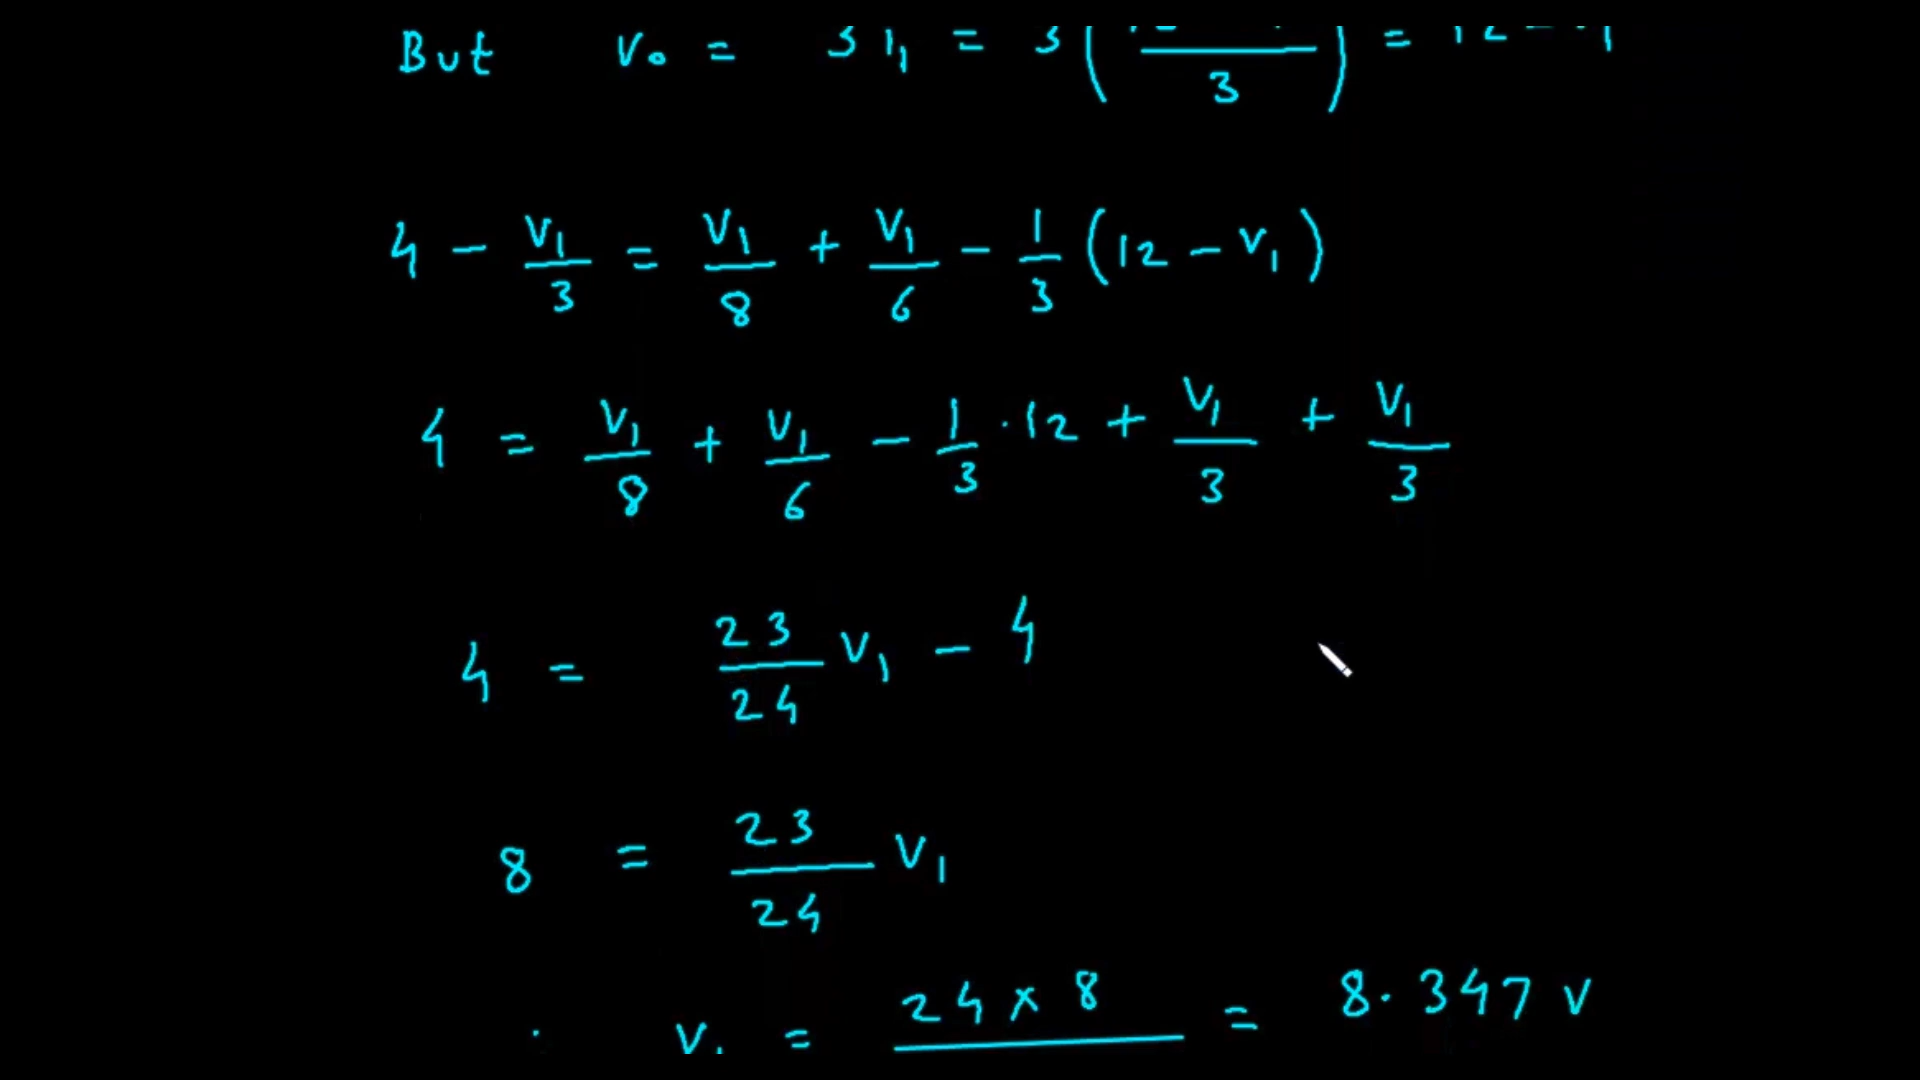 But v₀ = 3 I₁ = 3 ( / 3 ) = 12 - v₁
4 - V₁/3 = V₁/8 + V₁/6 - 1/3 (12 - V₁)
4 = V₁/8 + V₁/6 - 1/3 · 12 + V₁/3 + V₁/3
4 = 23/24 V₁ - 4
8 = 23/24 V₁
∴ V₁ = 24 × 8 = 8.347 V